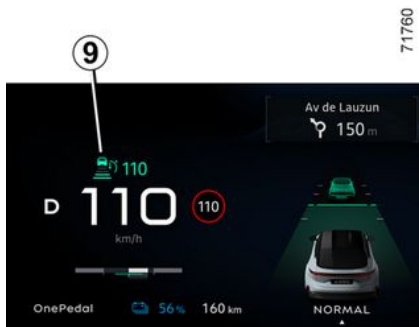 71760
9
Av de Lauzun
150 m
110
D 110 110
km/h
OnePedal 56% 160 km NORMAL